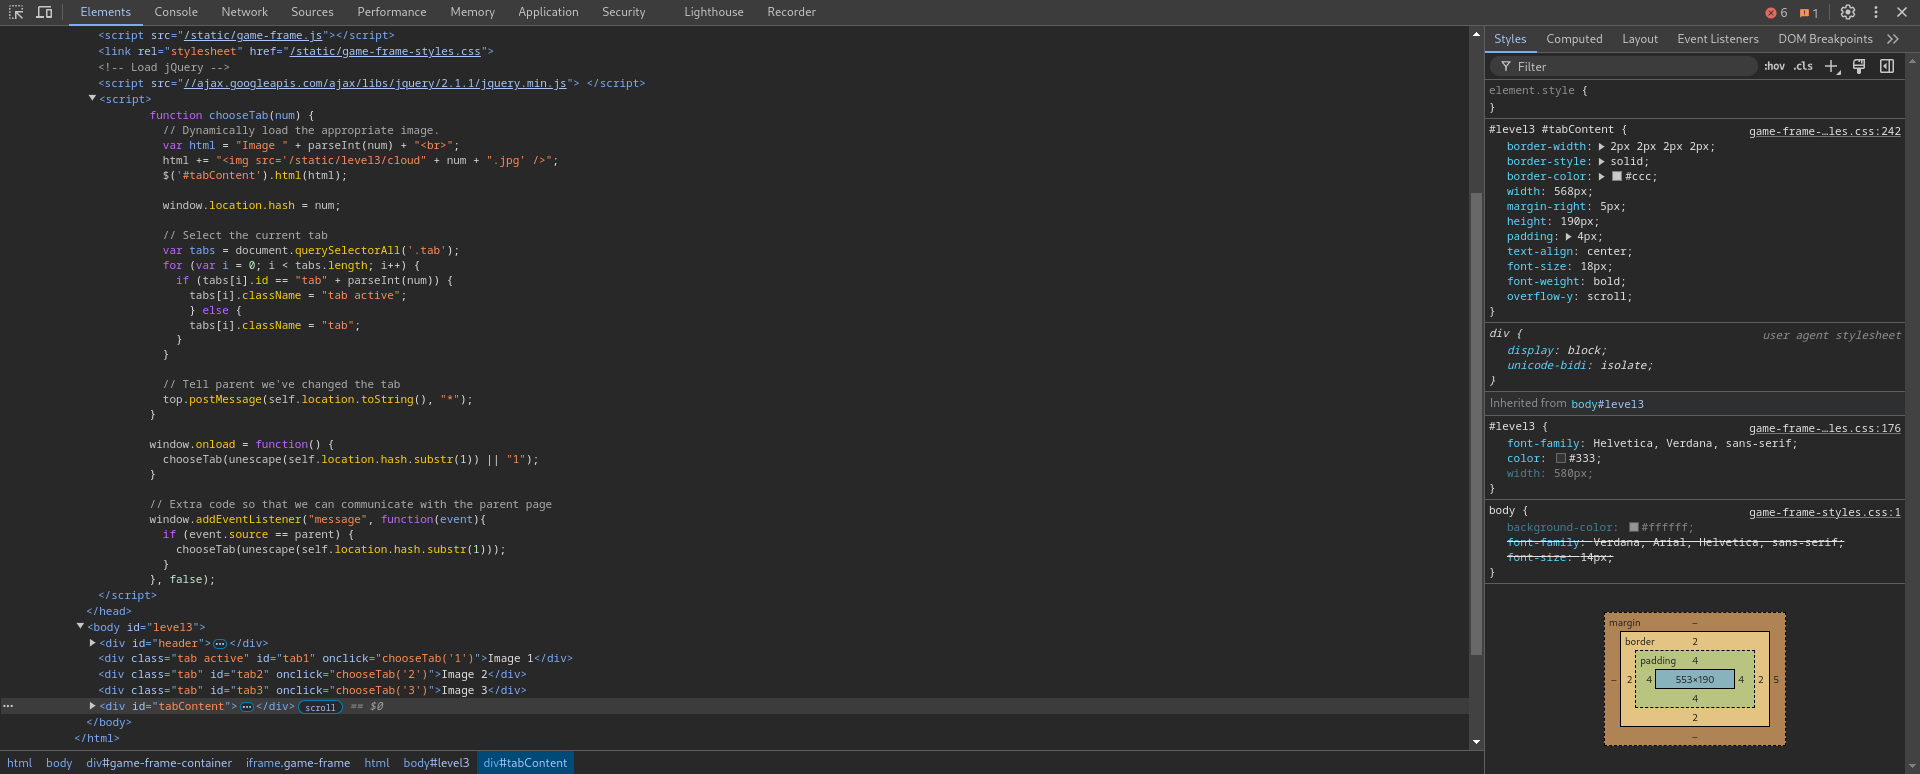 Elements Console Network Sources Performance Memory Application Security Lighthouse Recorder 6 1
<script src="/static/game-frame.js"></script>
<link rel="stylesheet" href="/static/game-frame-styles.css">
<!-- Load jQuery -->
<script src="//ajax.googleapis.com/ajax/libs/jquery/2.1.1/jquery.min.js"> </script>
<script>
function chooseTab(num) {
// Dynamically load the appropriate image.
var html = "Image " + parseInt(num) + "<br>";
html += "<img src='/static/level3/cloud" + num + ".jpg' />";
$('#tabContent').html(html);
window.location.hash = num;
// Select the current tab
var tabs = document.querySelectorAll('.tab');
for (var i = 0; i < tabs.length; i++) {
if (tabs[i].id == "tab" + parseInt(num)) {
tabs[i].className = "tab active";
} else {
tabs[i].className = "tab";
}
}
// Tell parent we've changed the tab
top.postMessage(self.location.toString(), "*");
}
window.onload = function() {
chooseTab(unescape(self.location.hash.substr(1)) || "1");
}
// Extra code so that we can communicate with the parent page
window.addEventListener("message", function(event){
if (event.source == parent) {
chooseTab(unescape(self.location.hash.substr(1)));
}
}, false);
</script>
</head>
<body id="level3">
<div id="header">…</div>
<div class="tab active" id="tab1" onclick="chooseTab('1')">Image 1</div>
<div class="tab" id="tab2" onclick="chooseTab('2')">Image 2</div>
<div class="tab" id="tab3" onclick="chooseTab('3')">Image 3</div>
… <div id="tabContent">…</div> scroll == $0
</body>
</html>
html body div#game-frame-container iframe.game-frame html body#level3 div#tabContent
Styles Computed Layout Event Listeners DOM Breakpoints
Filter :hov .cls
element.style {
}
#level3 #tabContent { game-frame-…les.css:242
border-width: 2px 2px 2px 2px;
border-style: solid;
border-color: #ccc;
width: 568px;
margin-right: 5px;
height: 190px;
padding: 4px;
text-align: center;
font-size: 18px;
font-weight: bold;
overflow-y: scroll;
}
div { user agent stylesheet
display: block;
unicode-bidi: isolate;
}
Inherited from body#level3
#level3 { game-frame-…les.css:176
font-family: Helvetica, Verdana, sans-serif;
color: #333;
width: 580px;
}
body { game-frame-styles.css:1
background-color: #ffffff;
font-family: Verdana, Arial, Helvetica, sans-serif;
font-size: 14px;
}
margin –
border 2
padding 4
– 2 4 553×190 4 2 5
4
2
–